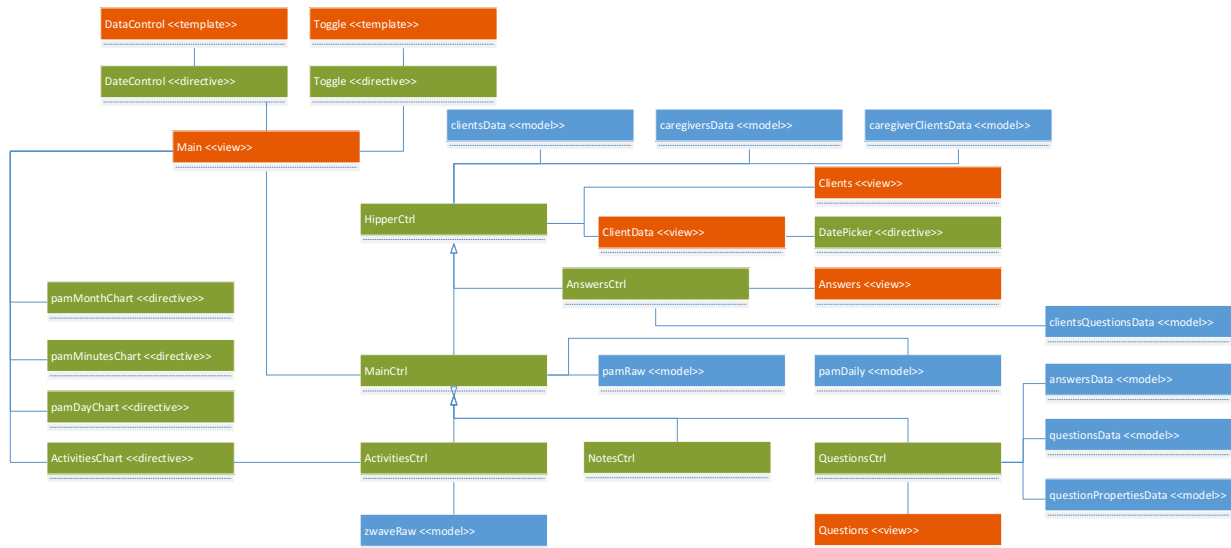 DataControl <<template>>
Toggle <<template>>
DateControl <<directive>>
Toggle <<directive>>
clientsData <<model>>
caregiversData <<model>>
caregiverClientsData <<model>>
Main <<view>>
Clients <<view>>
HipperCtrl
ClientData <<view>>
DatePicker <<directive>>
AnswersCtrl
Answers <<view>>
pamMonthChart <<directive>>
clientsQuestionsData <<model>>
pamMinutesChart <<directive>>
MainCtrl
pamRaw <<model>>
pamDaily <<model>>
answersData <<model>>
pamDayChart <<directive>>
questionsData <<model>>
ActivitiesChart <<directive>>
ActivitiesCtrl
NotesCtrl
QuestionsCtrl
questionPropertiesData <<model>>
zwaveRaw <<model>>
Questions <<view>>